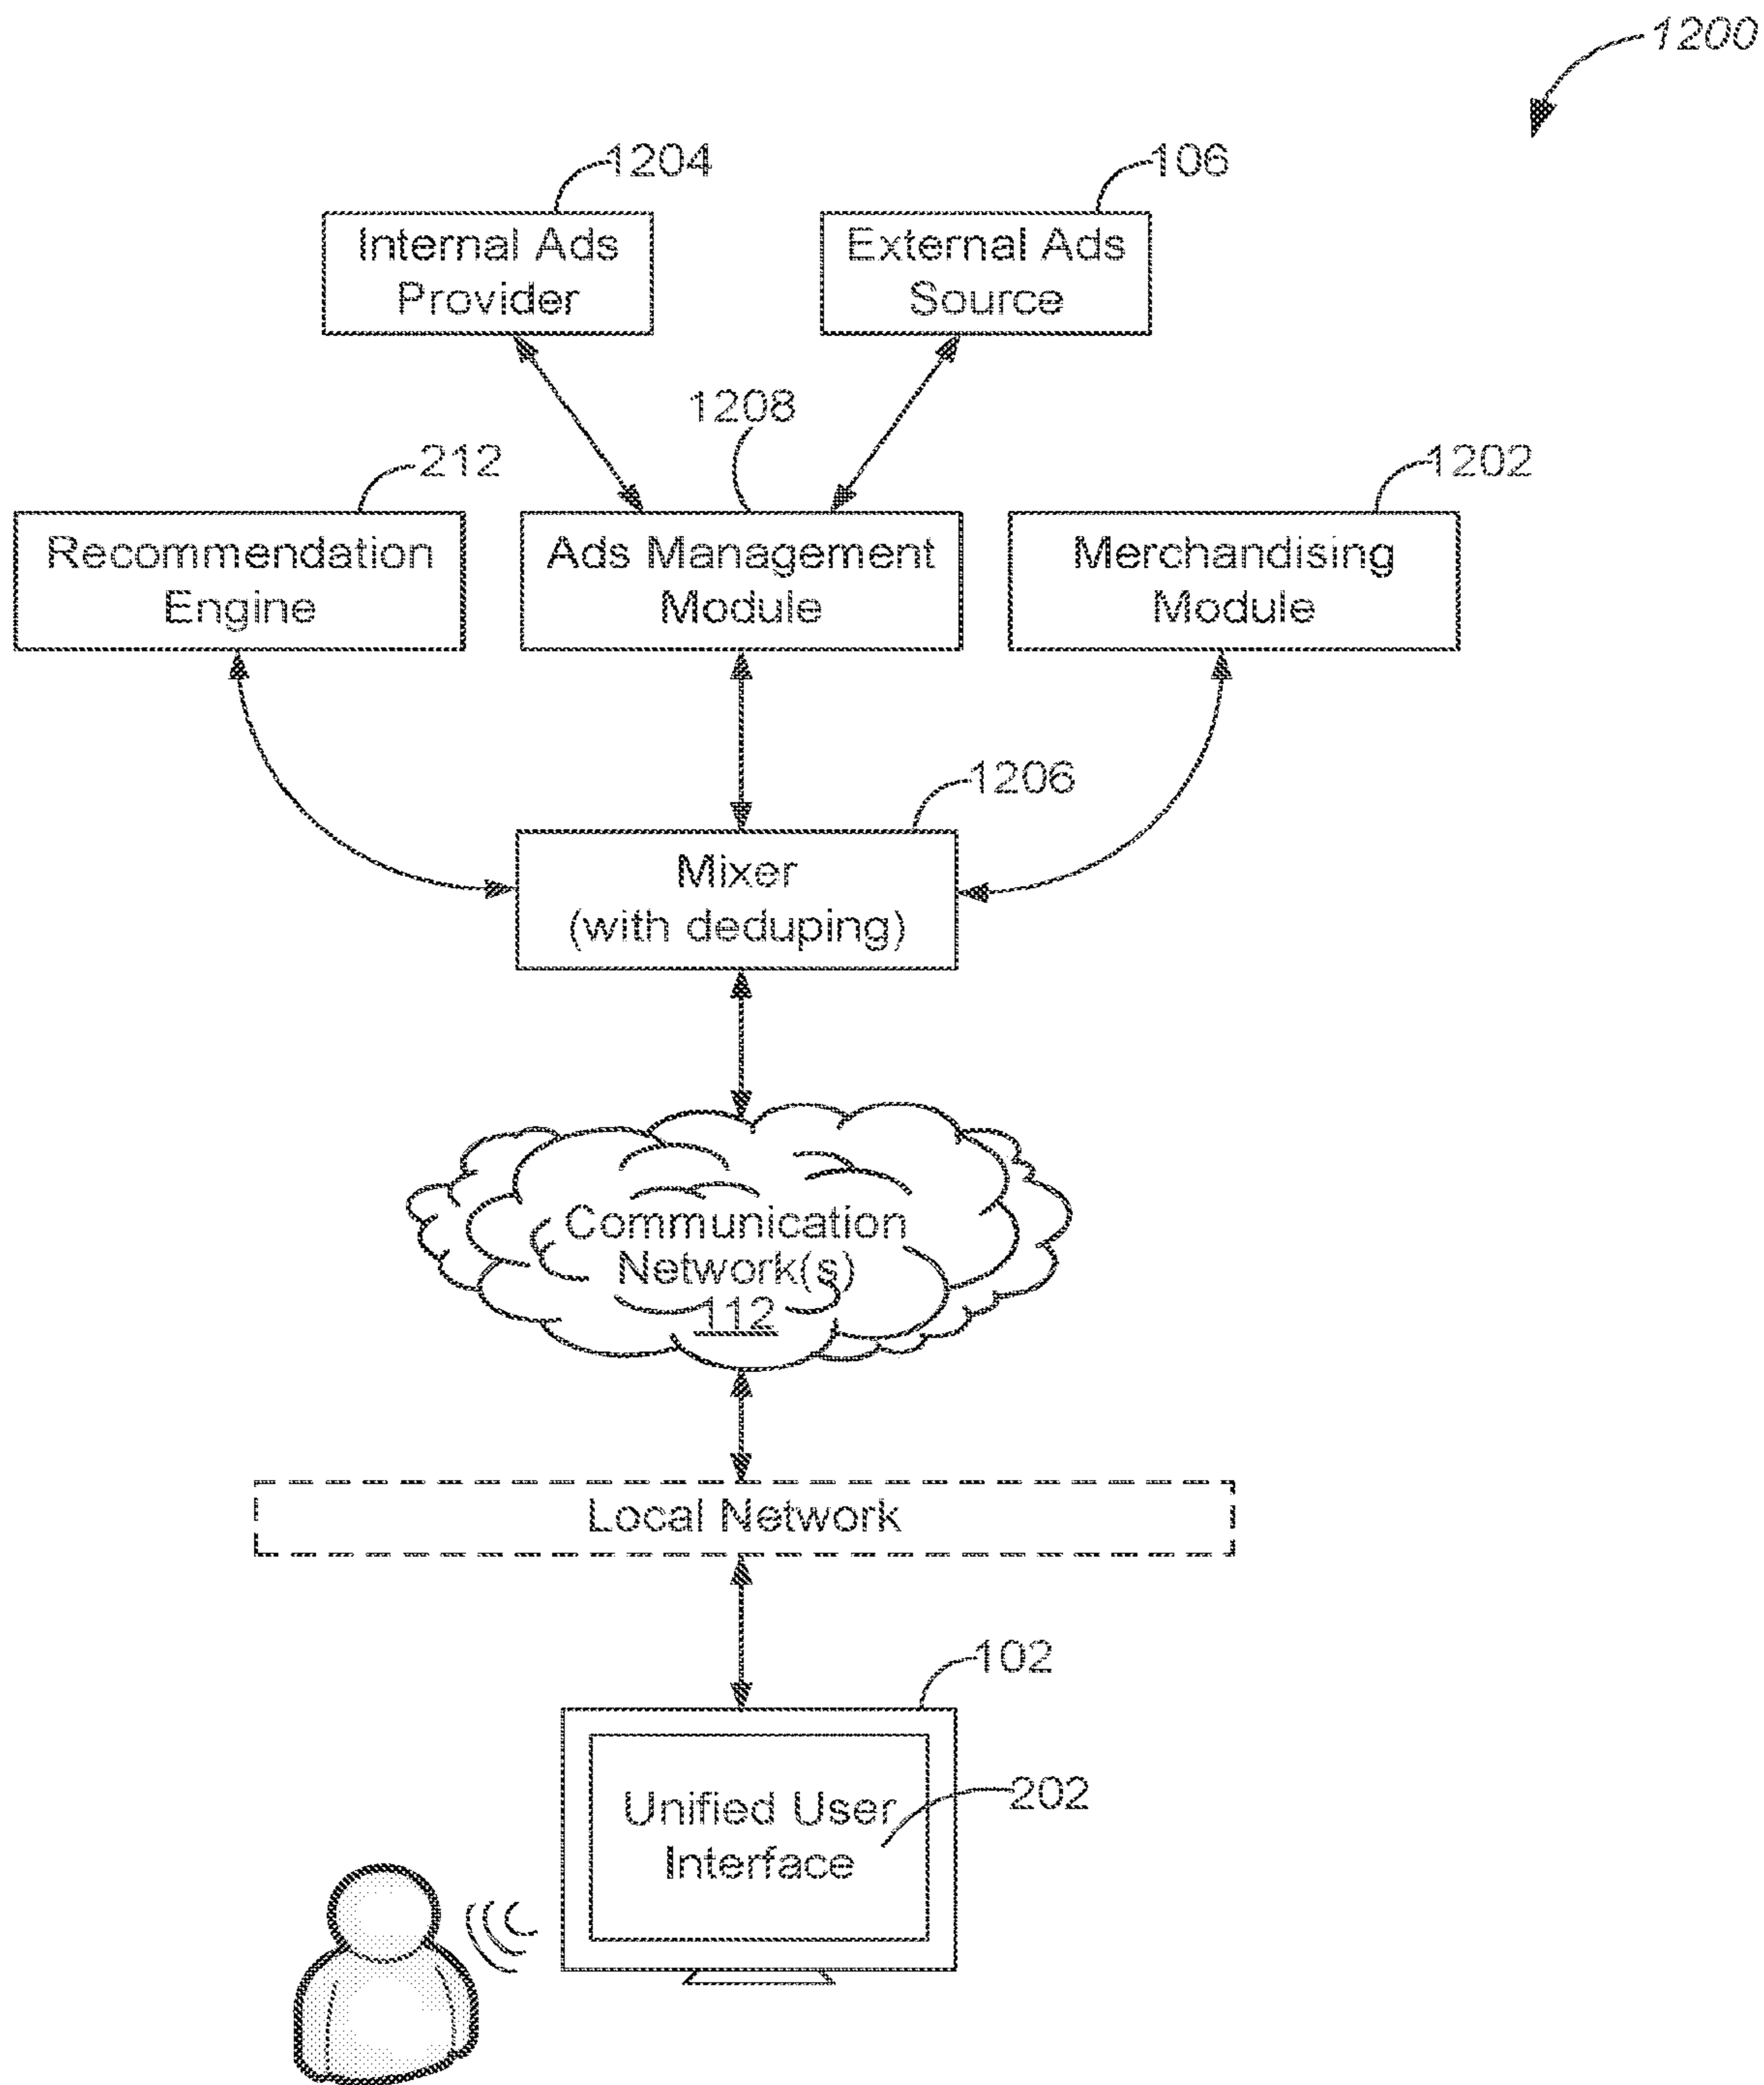 1200
1204
106
Internal Ads
Provider
External Ads
Source
1208
212
1202
Recommendation
Engine
Ads Management
Module
Merchandising
Module
1206
Mixer
(with deduping)
Communication
Network(s)
112
Local Network
102
Unified User
Interface
202